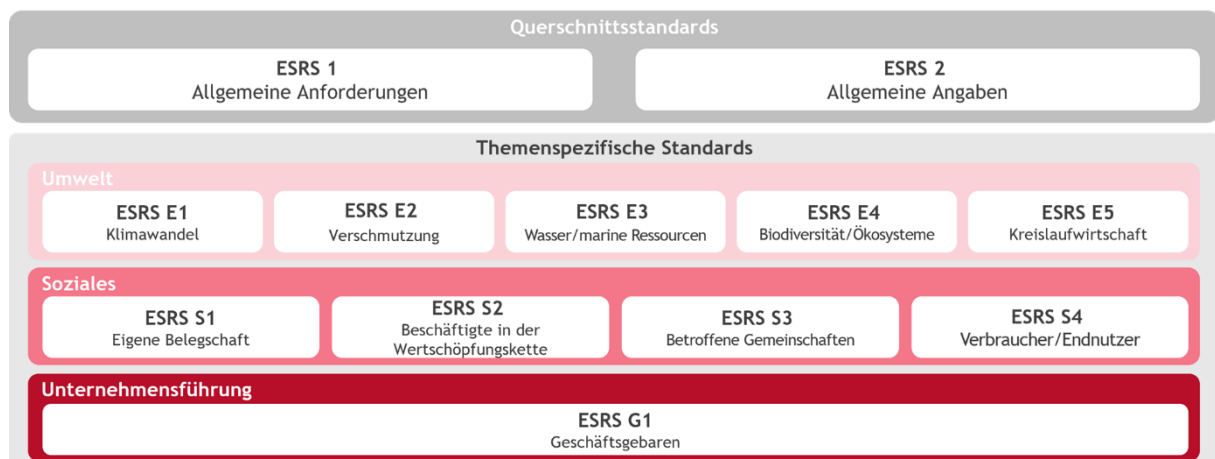 Querschnittsstandards
ESRS 1
Allgemeine Anforderungen
ESRS 2
Allgemeine Angaben
Themenspezifische Standards
Umwelt
ESRS E1
Klimawandel
ESRS E2
Verschmutzung
ESRS E3
Wasser/marine Ressourcen
ESRS E4
Biodiversität/Ökosysteme
ESRS E5
Kreislaufwirtschaft
Soziales
ESRS S1
Eigene Belegschaft
ESRS S2
Beschäftigte in der
Wertschöpfungskette
ESRS S3
Betroffene Gemeinschaften
ESRS S4
Verbraucher/Endnutzer
Unternehmensführung
ESRS G1
Geschäftsgebaren